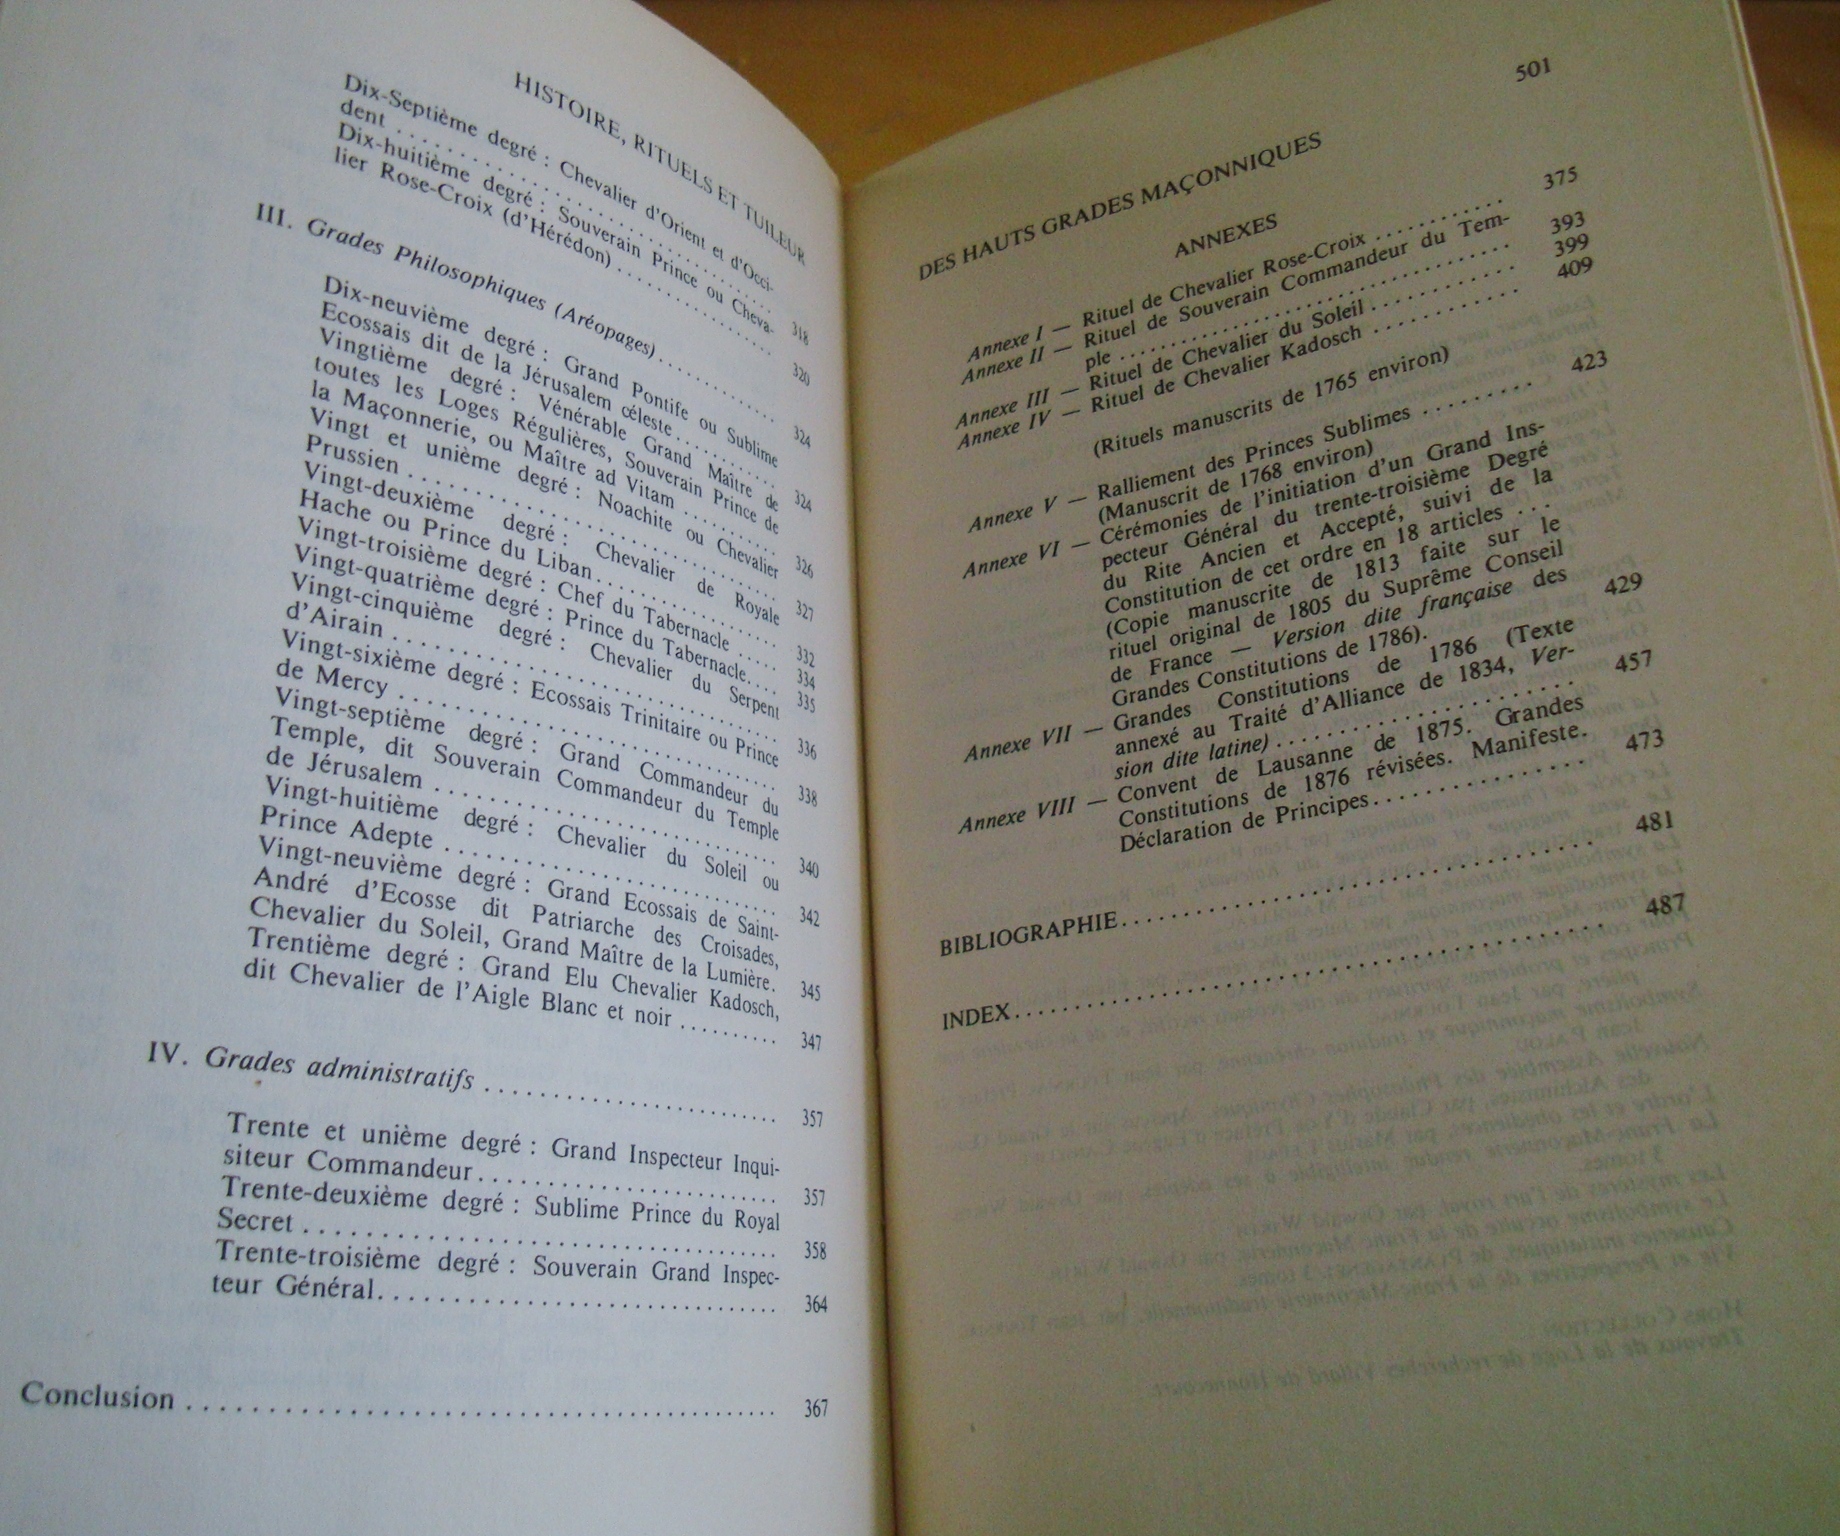 HISTOIRE, RITUELS ET TUILEUR
Dix-Septième degré : Chevalier d'Orient et d'Occi-
dent . . . . . . . . . . 318
Dix-huitième degré : Souverain Prince ou Cheva-
lier Rose-Croix (d'Hérédon) . . . . . . . . . . 320
III. Grades Philosophiques (Aréopages) . . . . . . . . . . 324
Dix-neuvième degré : Grand Pontife ou Sublime
Ecossais dit de la Jérusalem céleste . . . . . . . . . . 324
Vingtième degré : Vénérable Grand Maître de
toutes les Loges Régulières, Souverain Prince de
la Maçonnerie, ou Maître ad Vitam . . . . . . . . . . 326
Vingt et unième degré : Noachite ou Chevalier
Prussien . . . . . . . . . . 327
Vingt-deuxième degré : Chevalier de Royale
Hache ou Prince du Liban . . . . . . . . . . 332
Vingt-troisième degré : Chef du Tabernacle . . . . . 334
Vingt-quatrième degré : Prince du Tabernacle . . . . 335
Vingt-cinquième degré : Chevalier du Serpent
d'Airain . . . . . . . . . . 336
Vingt-sixième degré : Ecossais Trinitaire ou Prince
de Mercy . . . . . . . . . . 338
Vingt-septième degré : Grand Commandeur du
Temple, dit Souverain Commandeur du Temple
de Jérusalem . . . . . . . . . . 340
Vingt-huitième degré : Chevalier du Soleil ou
Prince Adepte . . . . . . . . . . 342
Vingt-neuvième degré : Grand Ecossais de Saint-
André d'Ecosse dit Patriarche des Croisades,
Chevalier du Soleil, Grand Maître de la Lumière. 345
Trentième degré : Grand Elu Chevalier Kadosch,
dit Chevalier de l'Aigle Blanc et noir . . . . . . . . . . 347
IV. Grades administratifs . . . . . . . . . . 357
Trente et unième degré : Grand Inspecteur Inqui-
siteur Commandeur . . . . . . . . . . 357
Trente-deuxième degré : Sublime Prince du Royal
Secret . . . . . . . . . . 358
Trente-troisième degré : Souverain Grand Inspec-
teur Général . . . . . . . . . . 364
Conclusion . . . . . . . . . . 367
501
DES HAUTS GRADES MAÇONNIQUES
ANNEXES
Annexe I — Rituel de Chevalier Rose-Croix . . . . . . . . . . 375
Annexe II — Rituel de Souverain Commandeur du Tem-
ple . . . . . . . . . . 393
Annexe III — Rituel de Chevalier du Soleil . . . . . . . . . . 399
Annexe IV — Rituel de Chevalier Kadosch . . . . . . . . . . 409
(Rituels manuscrits de 1765 environ)
Annexe V — Ralliement des Princes Sublimes . . . . . . . . 423
(Manuscrit de 1768 environ)
Annexe VI — Cérémonies de l'initiation d'un Grand Ins-
pecteur Général du trente-troisième Degré
du Rite Ancien et Accepté, suivi de la
Constitution de cet ordre en 18 articles . . . 429
(Copie manuscrite de 1813 faite sur le
rituel original de 1805 du Suprême Conseil
de France — Version dite française des
Grandes Constitutions de 1786).
Annexe VII — Grandes Constitutions de 1786 (Texte
annexé au Traité d'Alliance de 1834, Ver-
sion dite latine) . . . . . . . . . . 457
Annexe VIII — Convent de Lausanne de 1875. Grandes
Constitutions de 1876 révisées. Manifeste.
Déclaration de Principes . . . . . . . . . . 473
BIBLIOGRAPHIE . . . . . . . . . . 481
INDEX . . . . . . . . . . 487